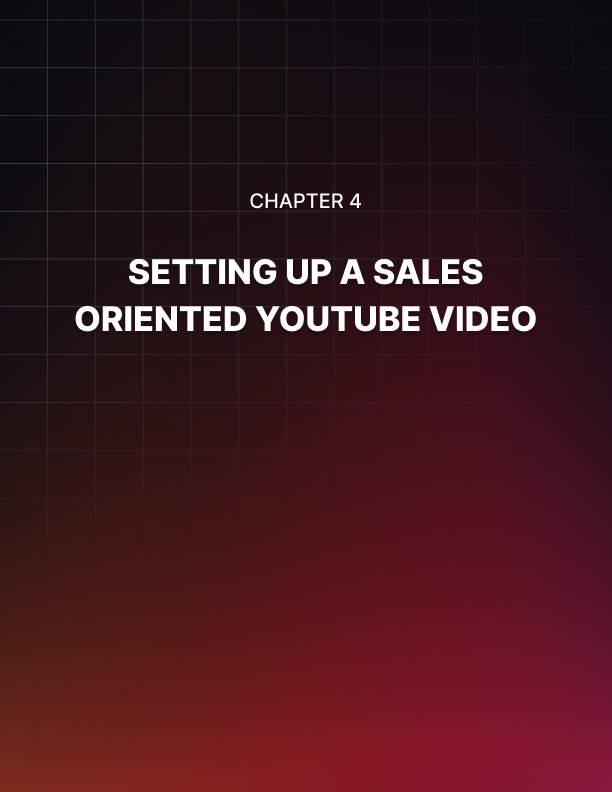 CHAPTER 4
SETTING UP A SALES
ORIENTED YOUTUBE VIDEO